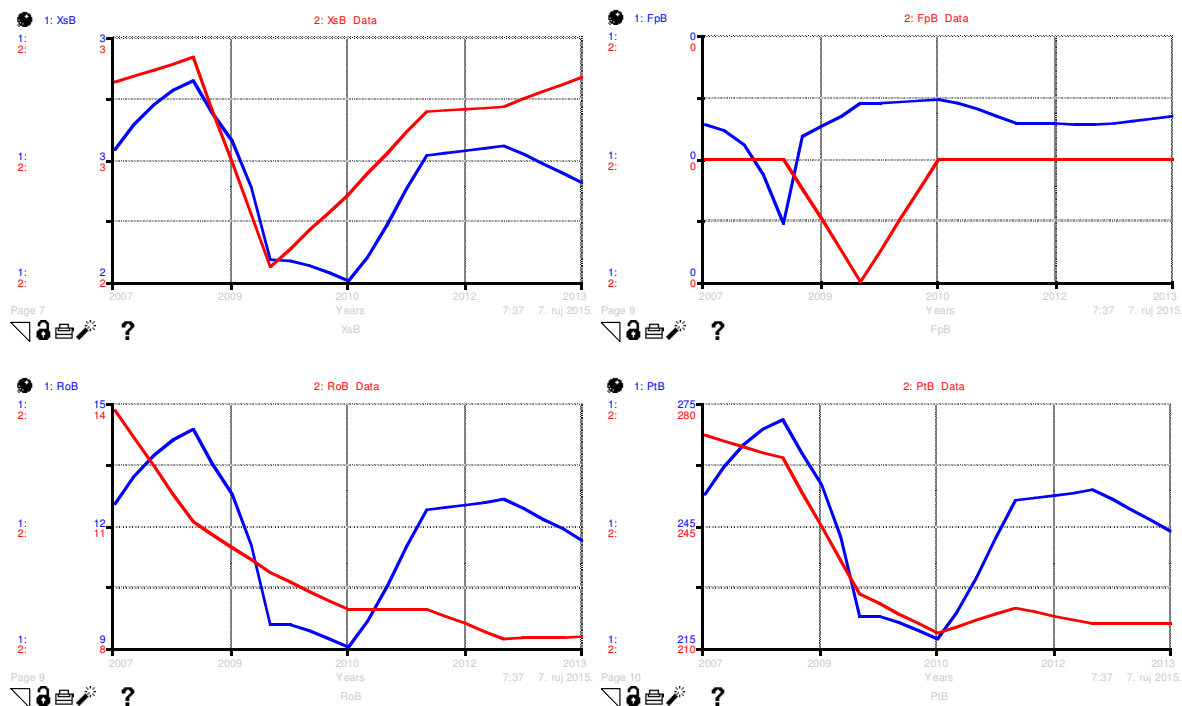 1: XsB 2: XsB Data
1: 3
2: 3
1: 3
2: 3
1: 2
2: 2
2007 2009 2010 2012 2013
Page 7 Years 7:37 7. ruj 2015.
? XsB
1: FpB 2: FpB Data
1: 0
2: 0
1: 0
2: 0
1: 0
2: 0
2007 2009 2010 2012 2013
Page 8 Years 7:37 7. ruj 2015.
? FpB
1: RoB 2: RoB Data
1: 15
2: 14
1: 12
2: 11
1: 9
2: 8
2007 2009 2010 2012 2013
Page 9 Years 7:37 7. ruj 2015.
? RoB
1: PtB 2: PtB Data
1: 275
2: 280
1: 245
2: 245
1: 215
2: 210
2007 2009 2010 2012 2013
Page 10 Years 7:37 7. ruj 2015.
? PtB